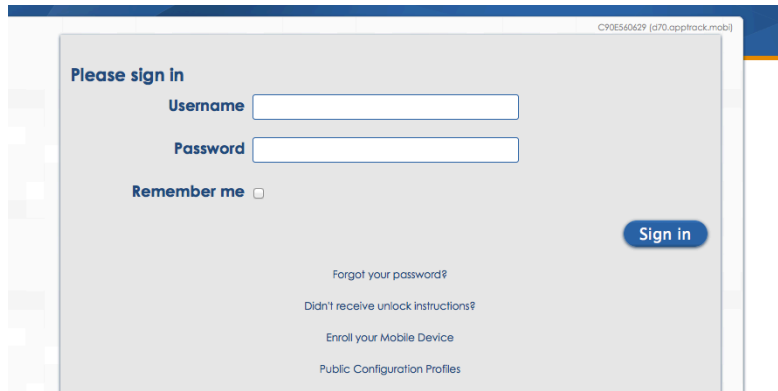 C90E560629 (d70.apptrack.mobi)
Please sign in
Username
Password
Remember me
Sign in
Forgot your password?
Didn't receive unlock instructions?
Enroll your Mobile Device
Public Configuration Profiles